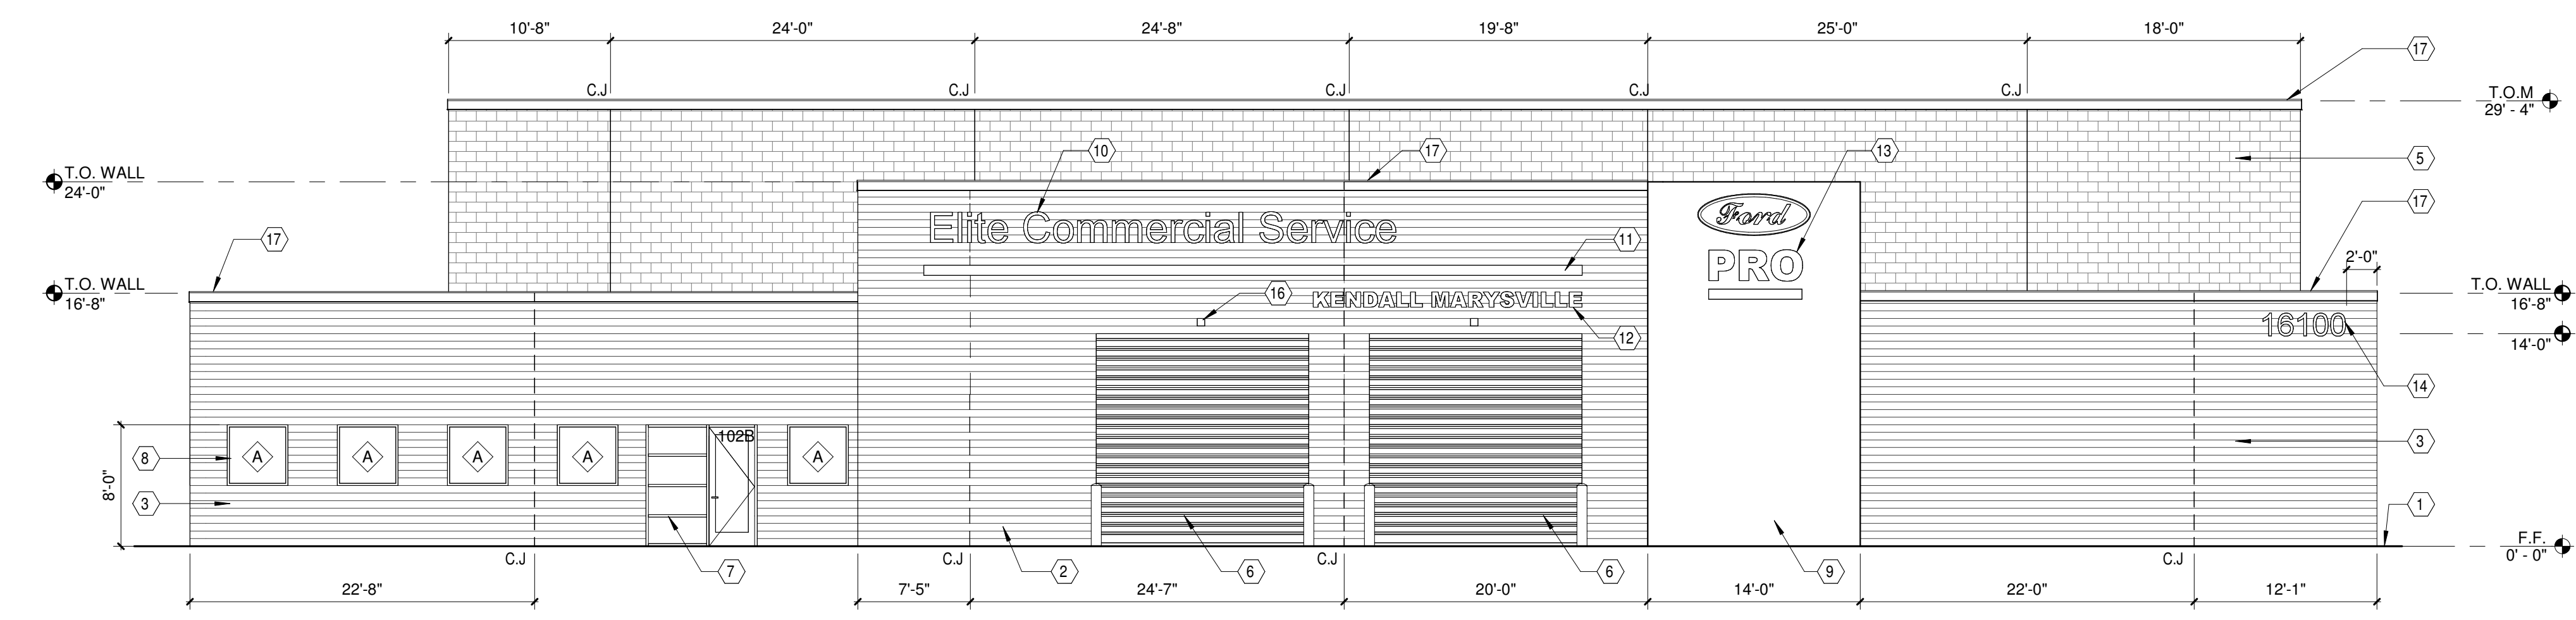 10'-8"
24'-0"
24'-8"
19'-8"
25'-0"
18'-0"
17
C.J
C.J
C.J
C.J
C.J
T.O.M
29' - 4"
10
17
13
5
T.O. WALL
24'-0"
17
Ford
Elite Commercial Service
17
11
PRO
2'-0"
T.O. WALL
16'-8"
16
KENDALL MARYSVILLE
T.O. WALL
16'-8"
16100
12
14'-0"
14
8'-0"
8
A
A
A
A
102B
A
3
3
1
F.F.
0' - 0"
C.J
C.J
C.J
C.J
7
2
6
6
9
22'-8"
7'-5"
24'-7"
20'-0"
14'-0"
22'-0"
12'-1"